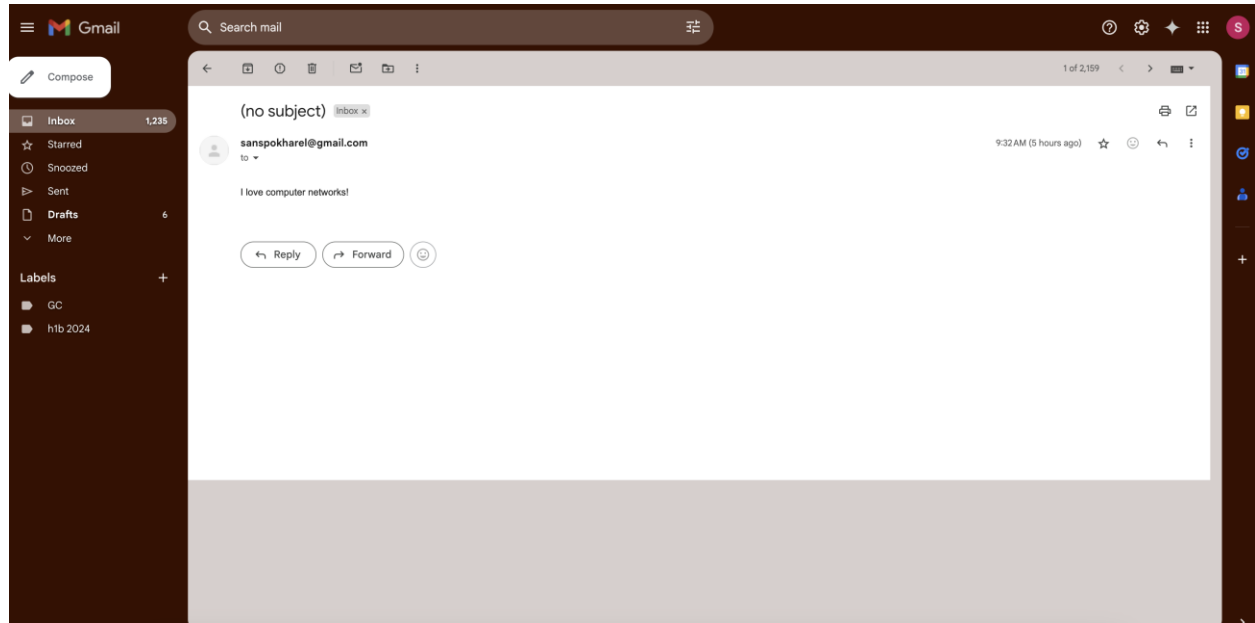 Gmail
Search mail
S
Compose
1 of 2,159
(no subject) Inbox x
Inbox 1,235
Starred
Snoozed
Sent
Drafts 6
More
sanspokharel@gmail.com 9:32 AM (5 hours ago)
to
I love computer networks!
Reply Forward
Labels
GC
h1b 2024